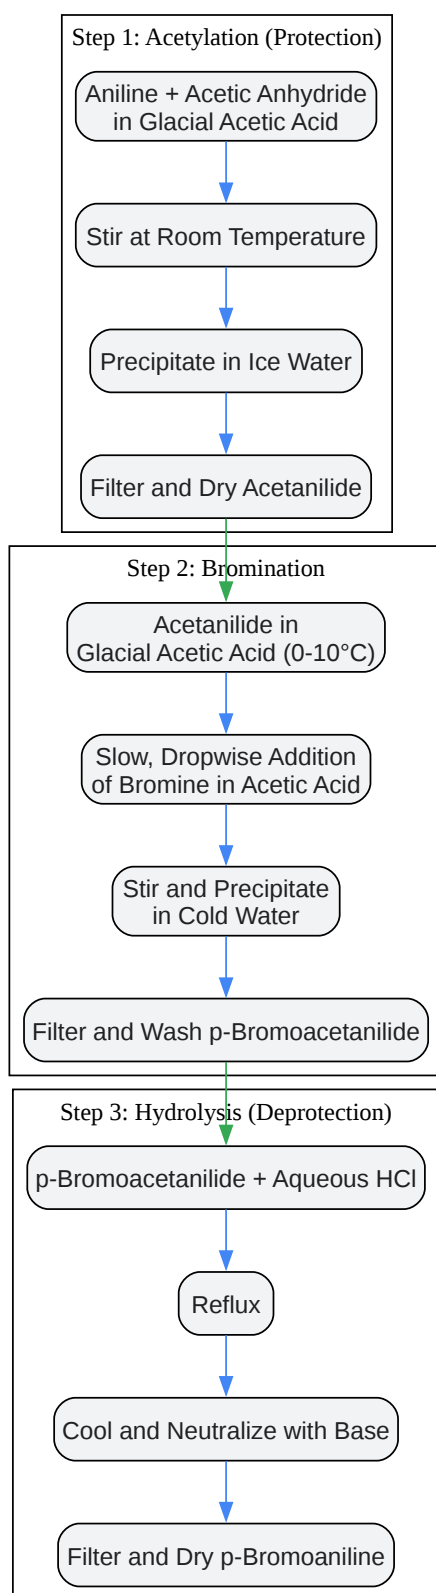 Step 1: Acetylation (Protection)
Aniline + Acetic Anhydride
in Glacial Acetic Acid
Stir at Room Temperature
Precipitate in Ice Water
Filter and Dry Acetanilide
Step 2: Bromination
Acetanilide in
Glacial Acetic Acid (0-10°C)
Slow, Dropwise Addition
of Bromine in Acetic Acid
Stir and Precipitate
in Cold Water
Filter and Wash p-Bromoacetanilide
Step 3: Hydrolysis (Deprotection)
p-Bromoacetanilide + Aqueous HCl
Reflux
Cool and Neutralize with Base
Filter and Dry p-Bromoaniline